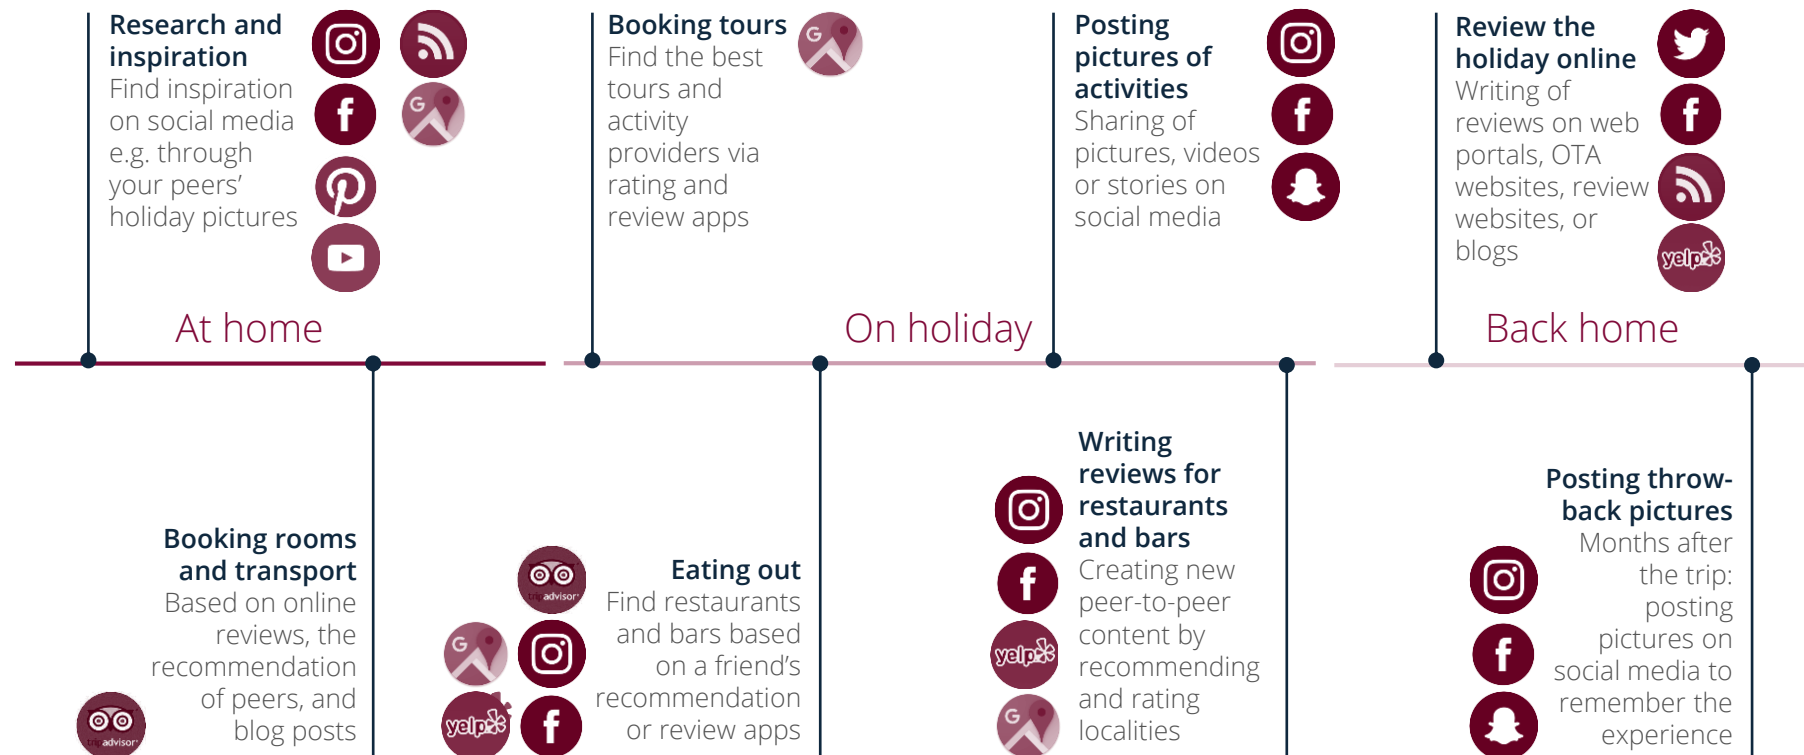 Research and
inspiration
Find inspiration
on social media
e.g. through
your peers’
holiday pictures
G
Booking tours
Find the best
tours and
activity
providers via
rating and
review apps
G
Posting
pictures of
activities
Sharing of
pictures, videos
or stories on
social media
Review the
holiday online
Writing of
reviews on web
portals, OTA
websites, review
websites, or
blogs
yelp
At home
On holiday
Back home
Booking rooms
and transport
Based on online
reviews, the
recommendation
of peers, and
blog posts
tripadvisor
Eating out
Find restaurants
and bars based
on a friend’s
recommendation
or review apps
tripadvisor
G
yelp
Writing
reviews for
restaurants
and bars
Creating new
peer-to-peer
content by
recommending
and rating
localities
yelp
G
Posting throw-
back pictures
Months after
the trip:
posting
pictures on
social media to
remember the
experience